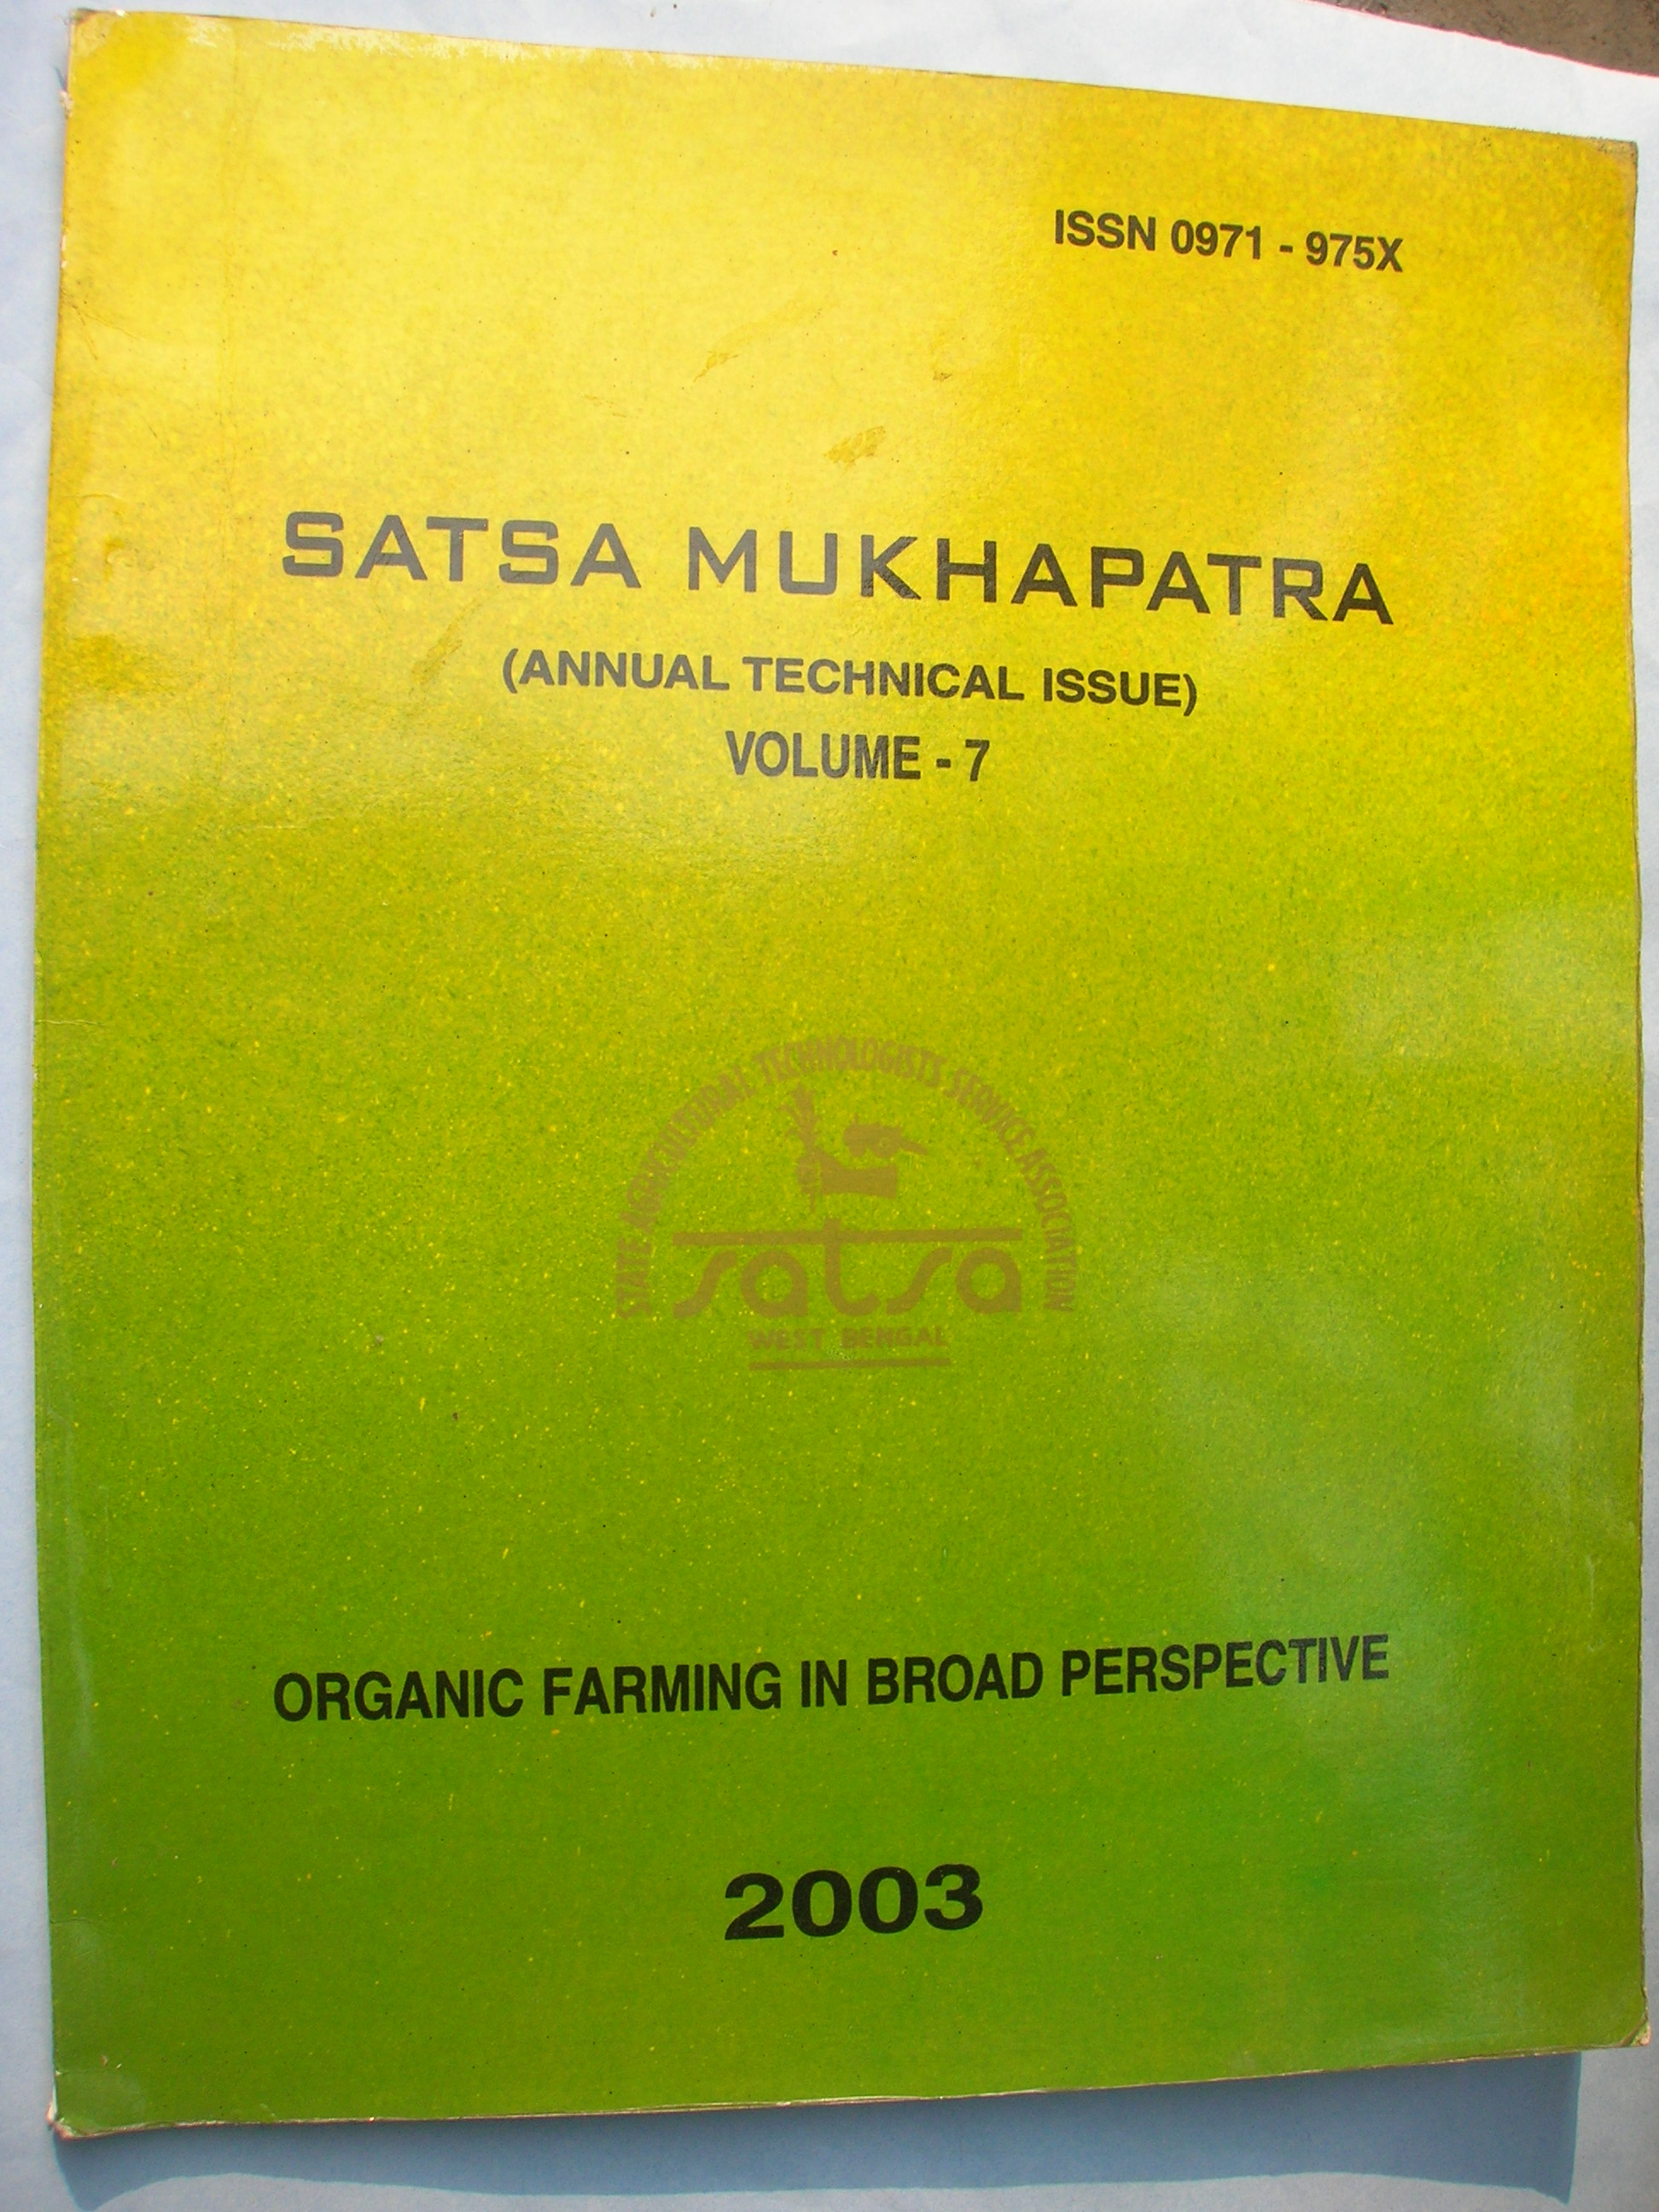 ISSN 0971 - 975X
SATSA MUKHAPATRA
(ANNUAL TECHNICAL ISSUE)
VOLUME - 7
STATE AGRICULTURAL TECHNOLOGISTS SERVICE ASSOCIATION
satsa
WEST BENGAL
ORGANIC FARMING IN BROAD PERSPECTIVE
2003